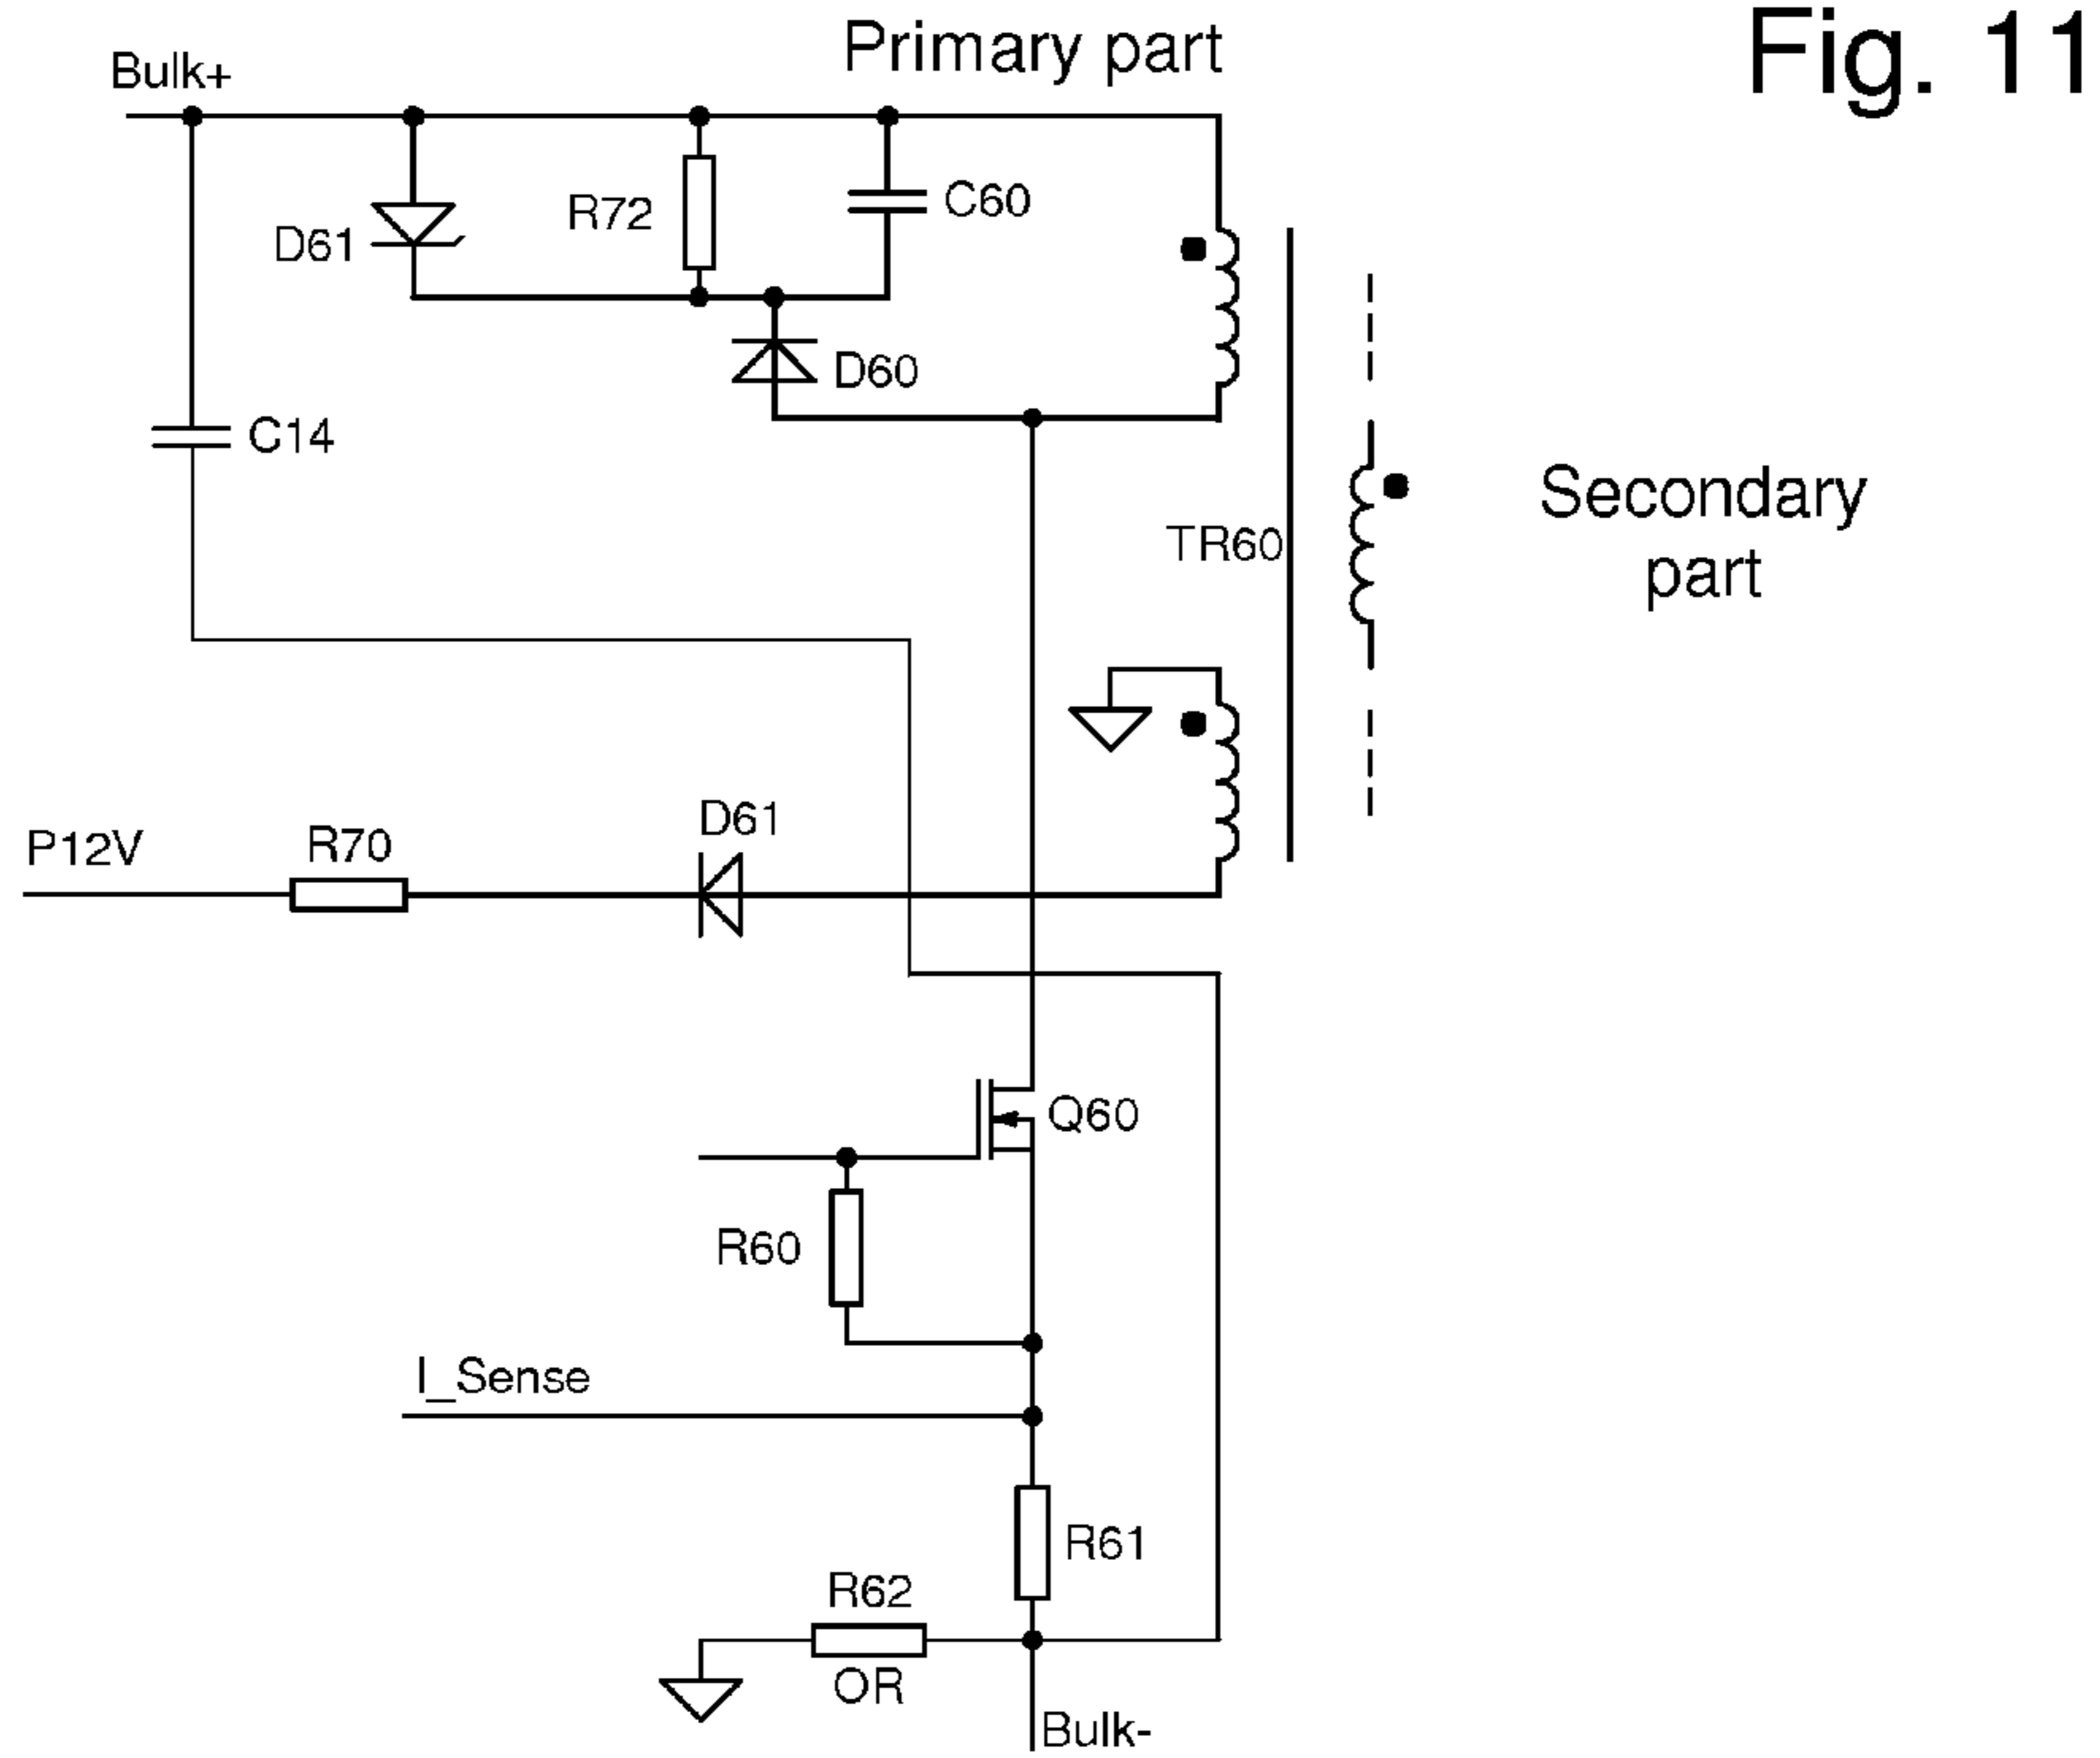 Fig. 11
Primary part
Bulk+
R72
C60
D61
D60
C14
Secondary
part
TR60
D61
P12V
R70
Q60
R60
I_Sense
R61
R62
OR
Bulk-